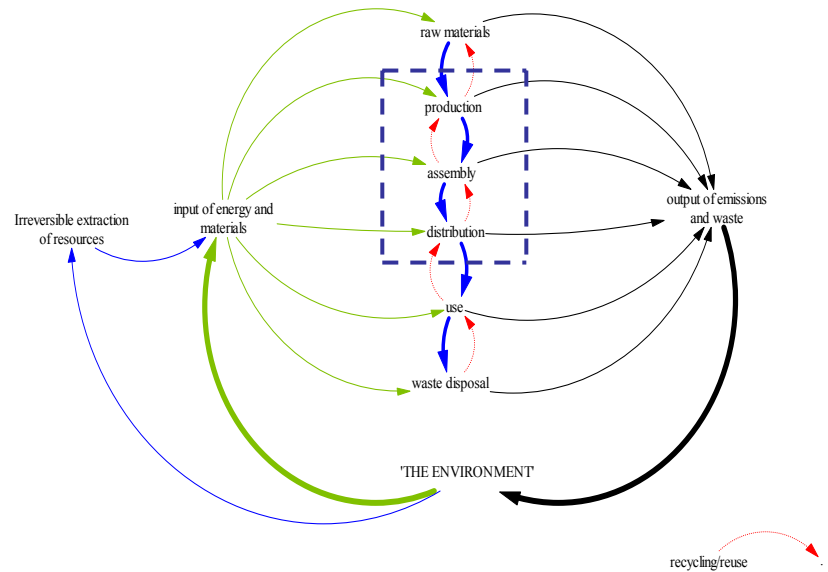 raw materials
production
assembly
distribution
use
waste disposal
input of energy and
materials
Irreversible extraction
of resources
output of emissions
and waste
'THE ENVIRONMENT'
recycling/reuse
.